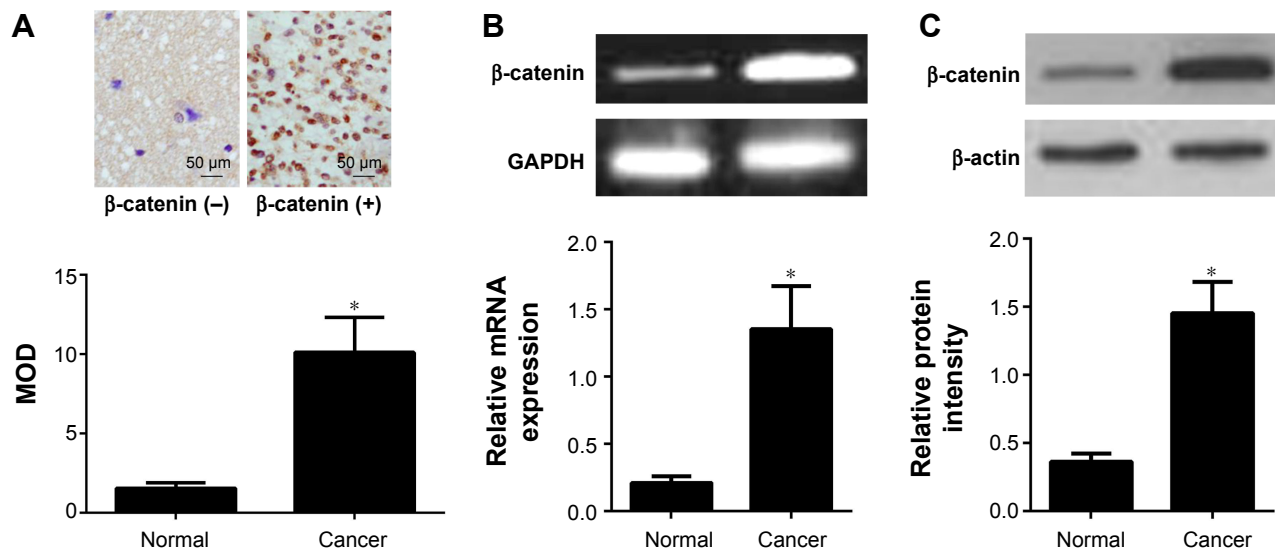 A
50 μm
50 μm
β-catenin (–)
β-catenin (+)
15
10
5
0
MOD
*
Normal
Cancer
B
β-catenin
GAPDH
2.0
1.5
1.0
0.5
0.0
Relative mRNA
expression
*
Normal
Cancer
C
β-catenin
β-actin
2.0
1.5
1.0
0.5
0.0
Relative protein
intensity
*
Normal
Cancer